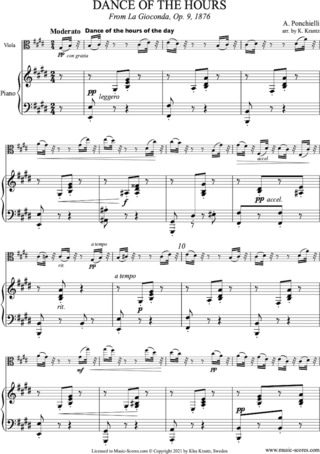 DANCE OF THE HOURS
From La Gioconda, Op. 9, 1876
A. Ponchielli
arr. by K. Krantz
Moderato Dance of the hours of the day
Viola
pp con grazia
Piano
pp leggero
accel.
pp accel.
f
a tempo
10
rit. pp
a tempo
rit.
p
mf
pp
Licensed to Music-Scores.com © Copyright 2021 by Kho-Krantz, Sweden
www.music-scores.com